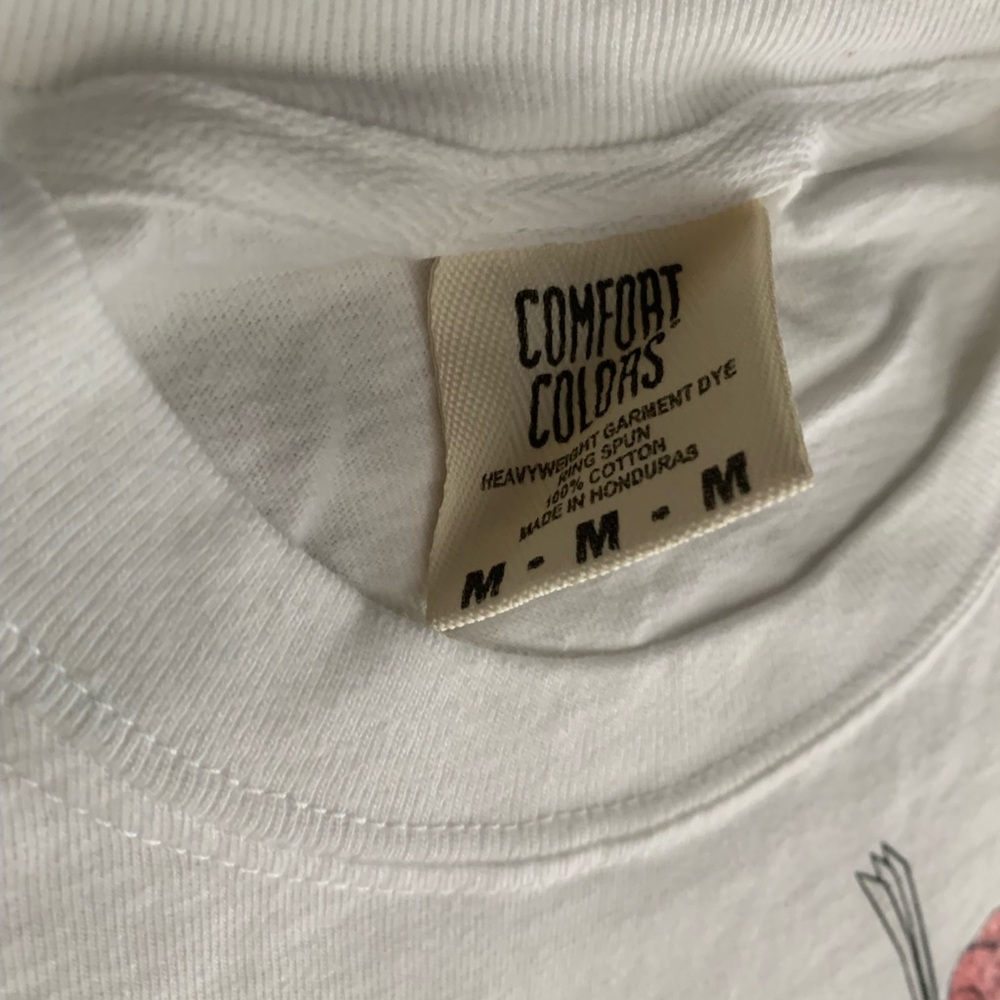 COMFORT
COLORS
HEAVYWEIGHT GARMENT DYE
RING SPUN
100% COTTON
MADE IN HONDURAS
M - M - M